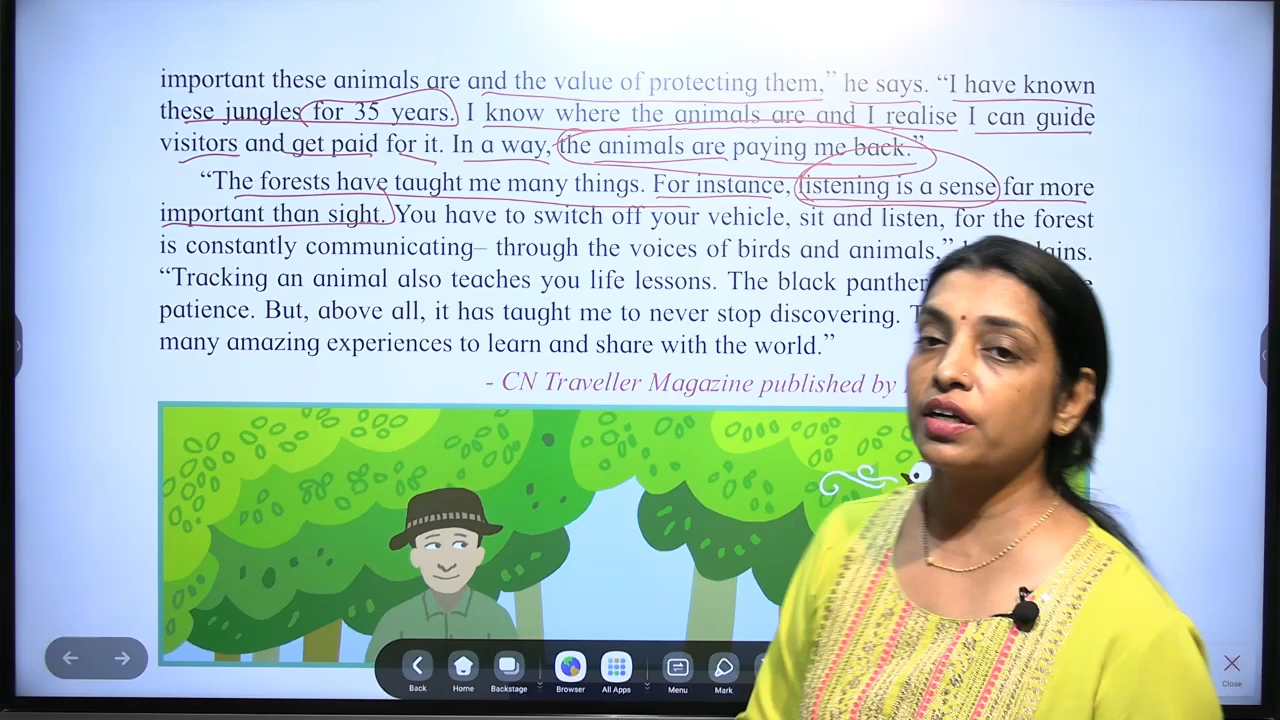 important these animals are and the value of protecting them,” he says. “I have known
these jungles for 35 years. I know where the animals are and I realise I can guide
visitors and get paid for it. In a way, the animals are paying me back.”
“The forests have taught me many things. For instance, listening is a sense far more
important than sight. You have to switch off your vehicle, sit and listen, for the forest
is constantly communicating– through the voices of birds and animals,”
“Tracking an animal also teaches you life lessons. The black panther
patience. But, above all, it has taught me to never stop discovering.
many amazing experiences to learn and share with the world.”
- CN Traveller Magazine published by
Back Home Backstage Browser All Apps Menu Mark
Close